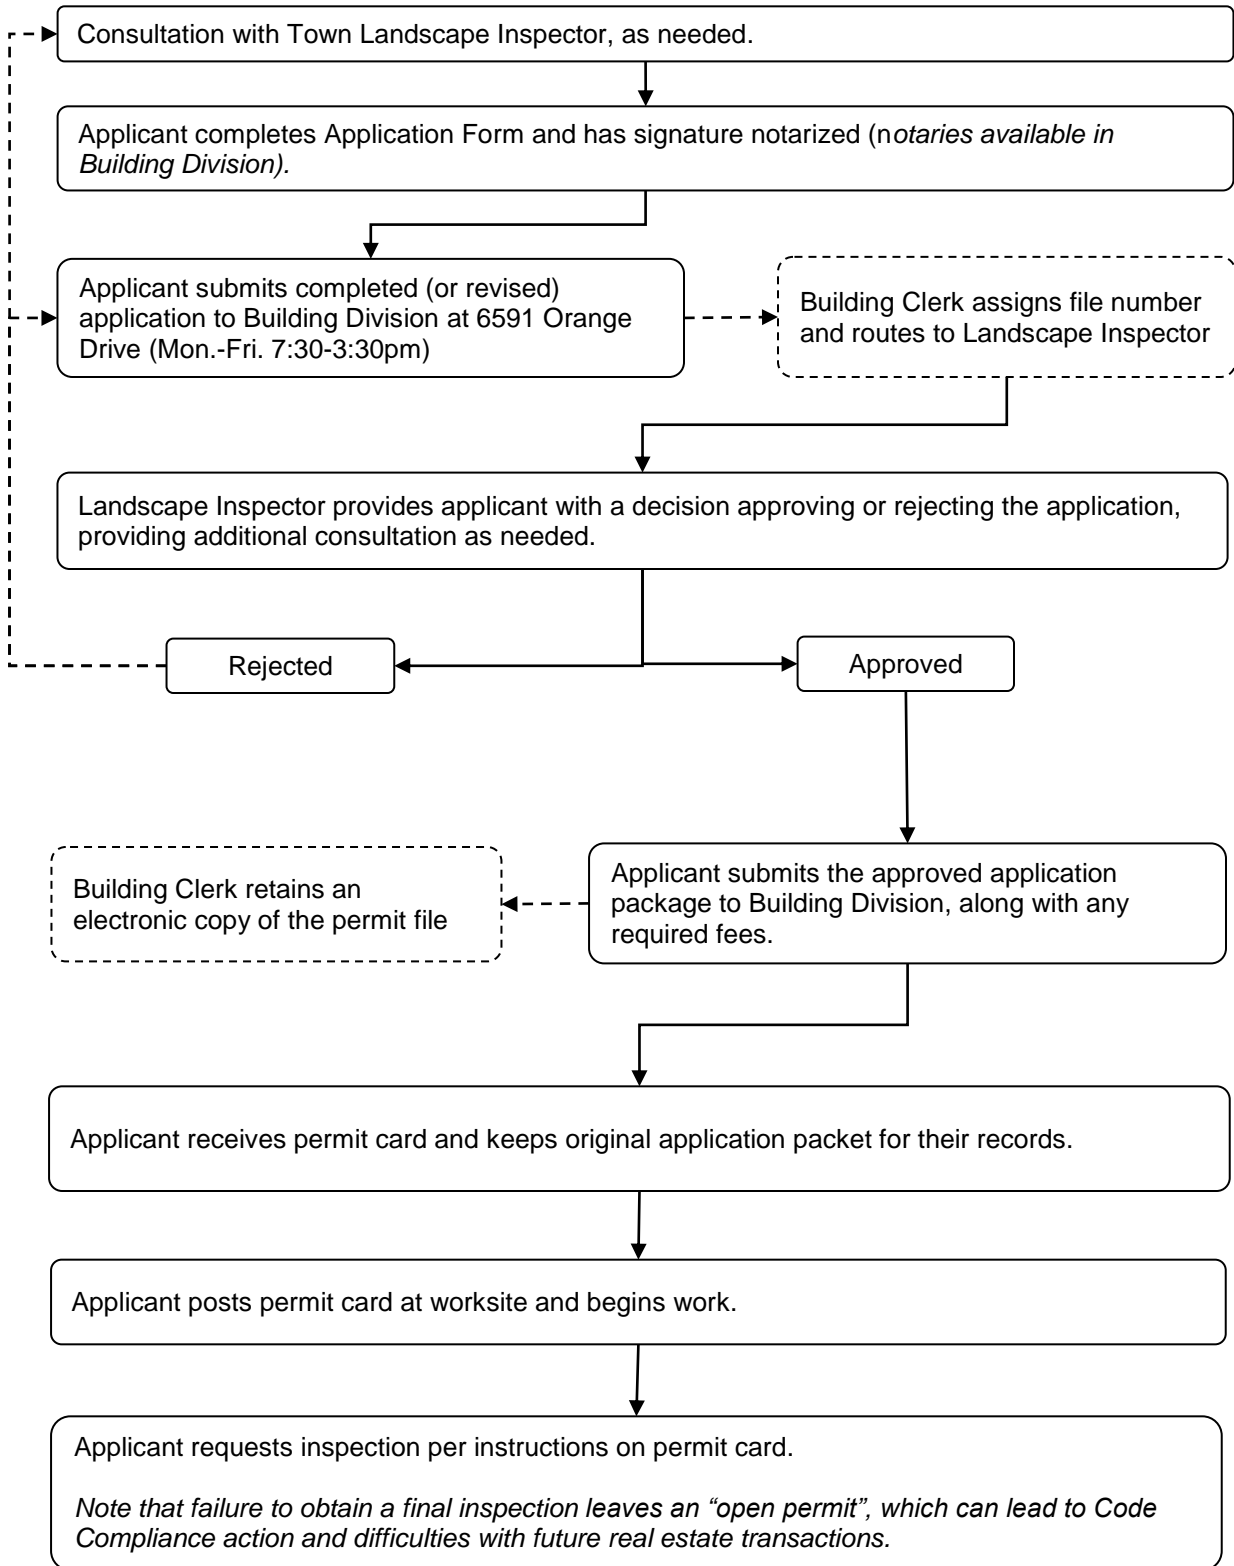 Consultation with Town Landscape Inspector, as needed.
Applicant completes Application Form and has signature notarized (notaries available in
Building Division).
Applicant submits completed (or revised)
application to Building Division at 6591 Orange
Drive (Mon.-Fri. 7:30-3:30pm)
Building Clerk assigns file number
and routes to Landscape Inspector
Landscape Inspector provides applicant with a decision approving or rejecting the application,
providing additional consultation as needed.
Rejected
Approved
Building Clerk retains an
electronic copy of the permit file
Applicant submits the approved application
package to Building Division, along with any
required fees.
Applicant receives permit card and keeps original application packet for their records.
Applicant posts permit card at worksite and begins work.
Applicant requests inspection per instructions on permit card.
Note that failure to obtain a final inspection leaves an “open permit”, which can lead to Code
Compliance action and difficulties with future real estate transactions.